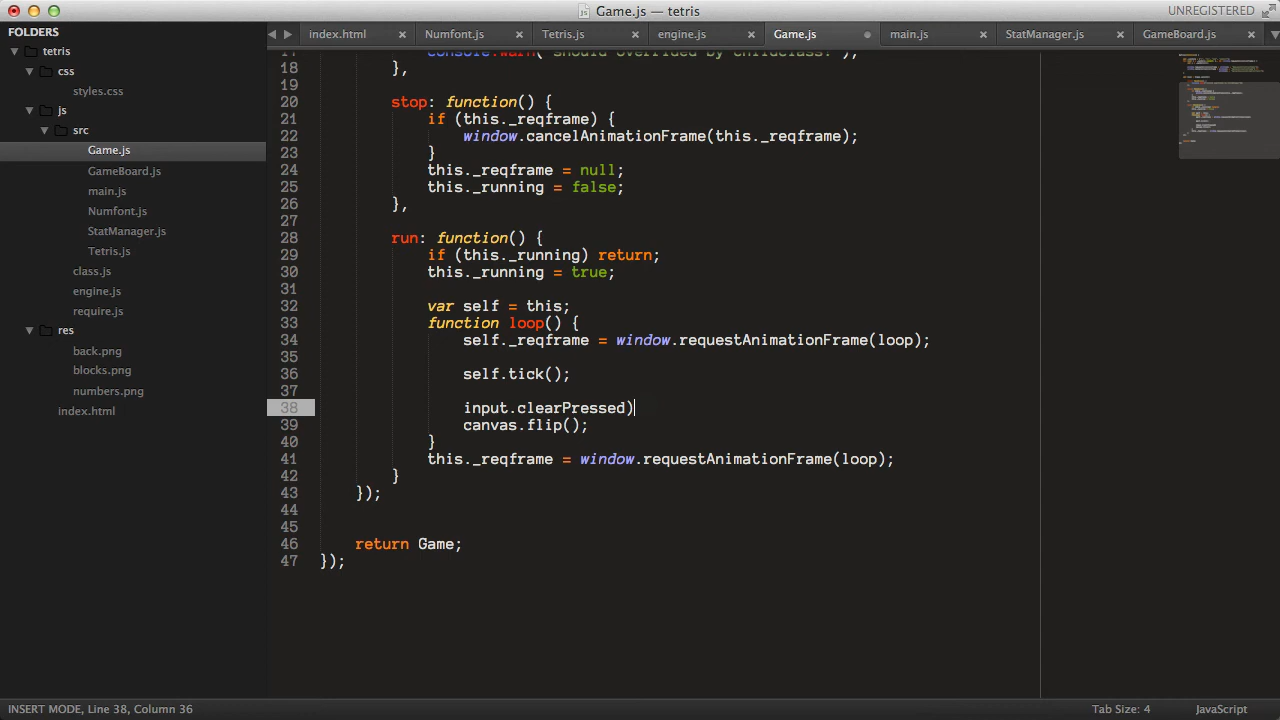 Game.js — tetris
UNREGISTERED
FOLDERS
tetris
css
styles.css
js
src
Game.js
GameBoard.js
main.js
Numfont.js
StatManager.js
Tetris.js
class.js
engine.js
require.js
res
back.png
blocks.png
numbers.png
index.html
index.html Numfont.js Tetris.js engine.js Game.js main.js StatManager.js GameBoard.js
console.warn("should overrided by childclass!");
18 },
19
20 stop: function() {
21 if (this._reqframe) {
22 window.cancelAnimationFrame(this._reqframe);
23 }
24 this._reqframe = null;
25 this._running = false;
26 },
27
28 run: function() {
29 if (this._running) return;
30 this._running = true;
31
32 var self = this;
33 function loop() {
34 self._reqframe = window.requestAnimationFrame(loop);
35
36 self.tick();
37
38 input.clearPressed)
39 canvas.flip();
40 }
41 this._reqframe = window.requestAnimationFrame(loop);
42 }
43 });
44
45
46 return Game;
47 });
INSERT MODE, Line 38, Column 36
Tab Size: 4
JavaScript